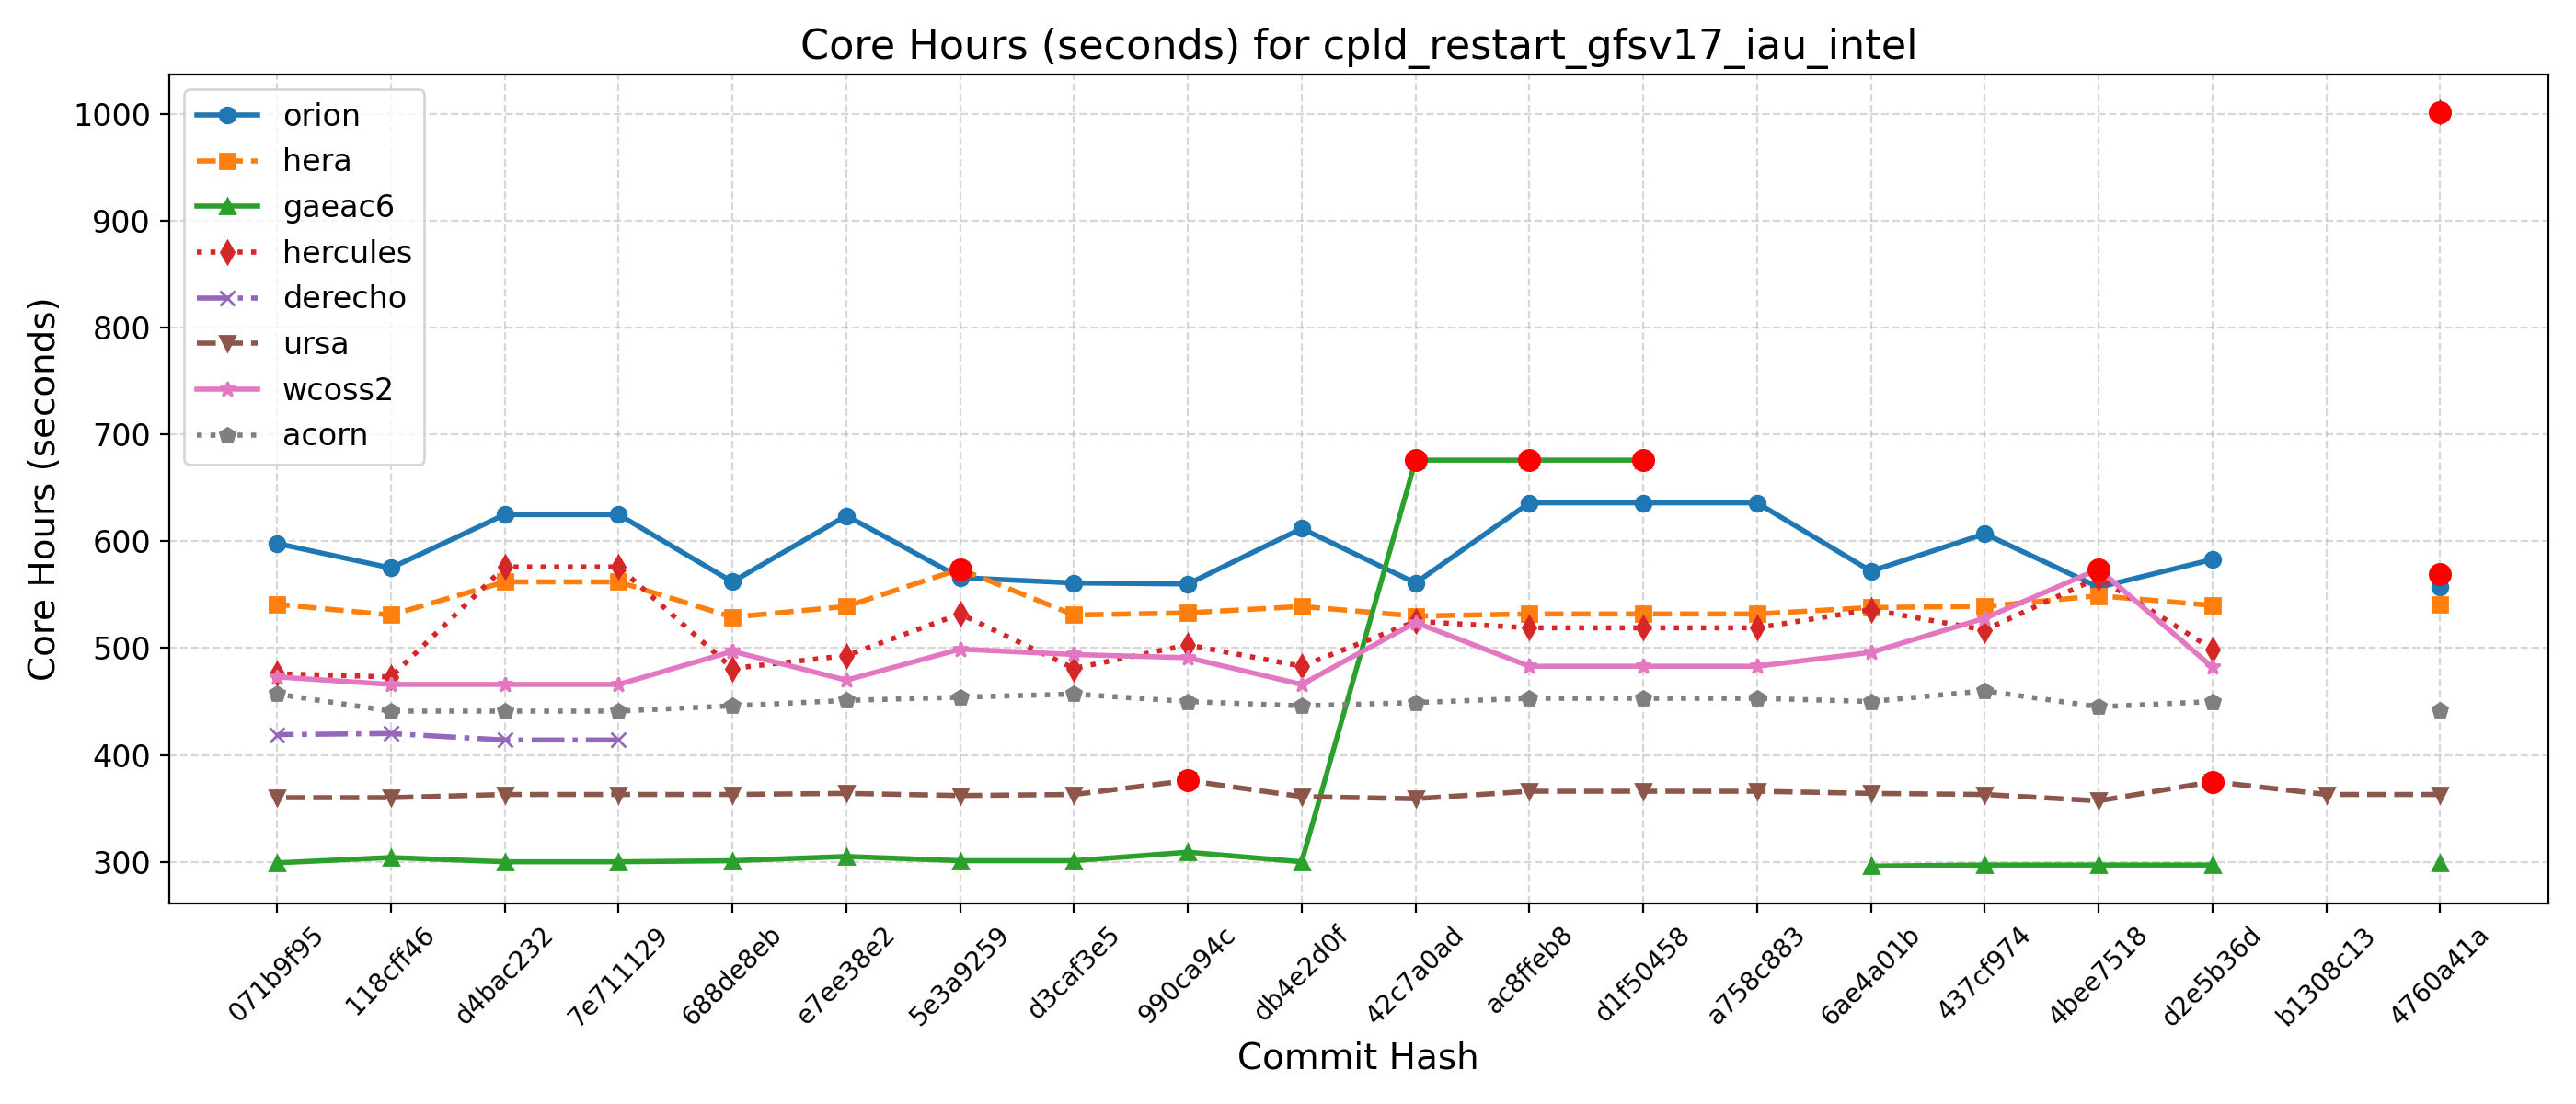 Core Hours (seconds) for cpld_restart_gfsv17_iau_intel
orion
hera
gaeac6
hercules
derecho
ursa
wcoss2
acorn
Core Hours (seconds)
1000
900
800
700
600
500
400
300
071b9f95
118cff46
d4bac232
7e711129
688de8eb
e7ee38e2
5e3a9259
d3caf3e5
990ca94c
db4e2d0f
42c7a0ad
ac8ffeb8
d1f50458
a758c883
6ae4a01b
437cf974
4bee7518
d2e5b36d
b1308c13
4760a41a
Commit Hash